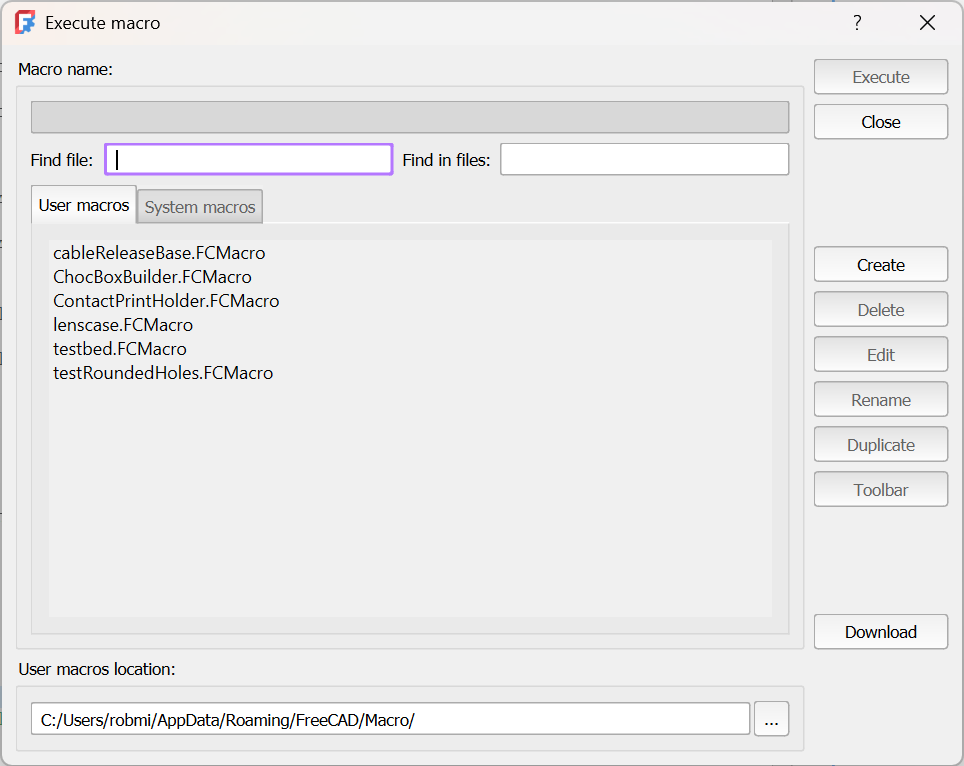 Execute macro
?
Macro name:
Execute
Close
Find file:
Find in files:
User macros
System macros
cableReleaseBase.FCMacro
ChocBoxBuilder.FCMacro
ContactPrintHolder.FCMacro
lenscase.FCMacro
testbed.FCMacro
testRoundedHoles.FCMacro
Create
Delete
Edit
Rename
Duplicate
Toolbar
Download
User macros location:
C:/Users/robmi/AppData/Roaming/FreeCAD/Macro/
...